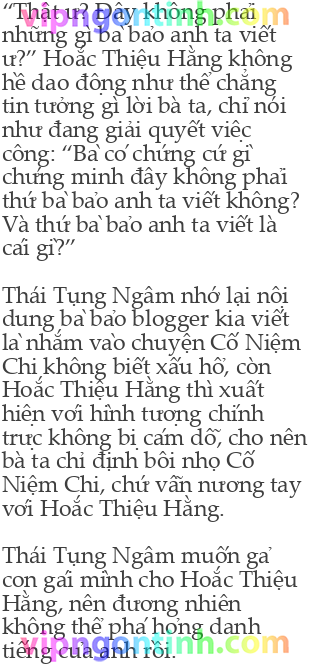 “Thật ư? Đây không phải
những gì bà bảo anh ta viết
ư?” Hoắc Thiệu Hằng không
hề dao động như thể chẳng
tin tưởng gì lời bà ta, chỉ nói
như đang giải quyết việc
công: “Bà có chứng cứ gì
chứng minh đây không phải
thứ bà bảo anh ta viết không?
Và thứ bà bảo anh ta viết là
cái gì?”
Thái Tụng Ngâm nhớ lại nội
dung bà bảo blogger kia viết
là nhắm vào chuyện Cố Niệm
Chi không biết xấu hổ, còn
Hoắc Thiệu Hằng thì xuất
hiện với hình tượng chính
trực không bị cám dỗ, cho nên
bà ta chỉ định bôi nhọ Cố
Niệm Chi, chứ vẫn nương tay
với Hoắc Thiệu Hằng.
Thái Tụng Ngâm muốn gả
con gái mình cho Hoắc Thiệu
Hằng, nên đương nhiên
không thể phá hỏng danh
tiếng của anh rồi.
vipngontinh.com
vipngontinh.com